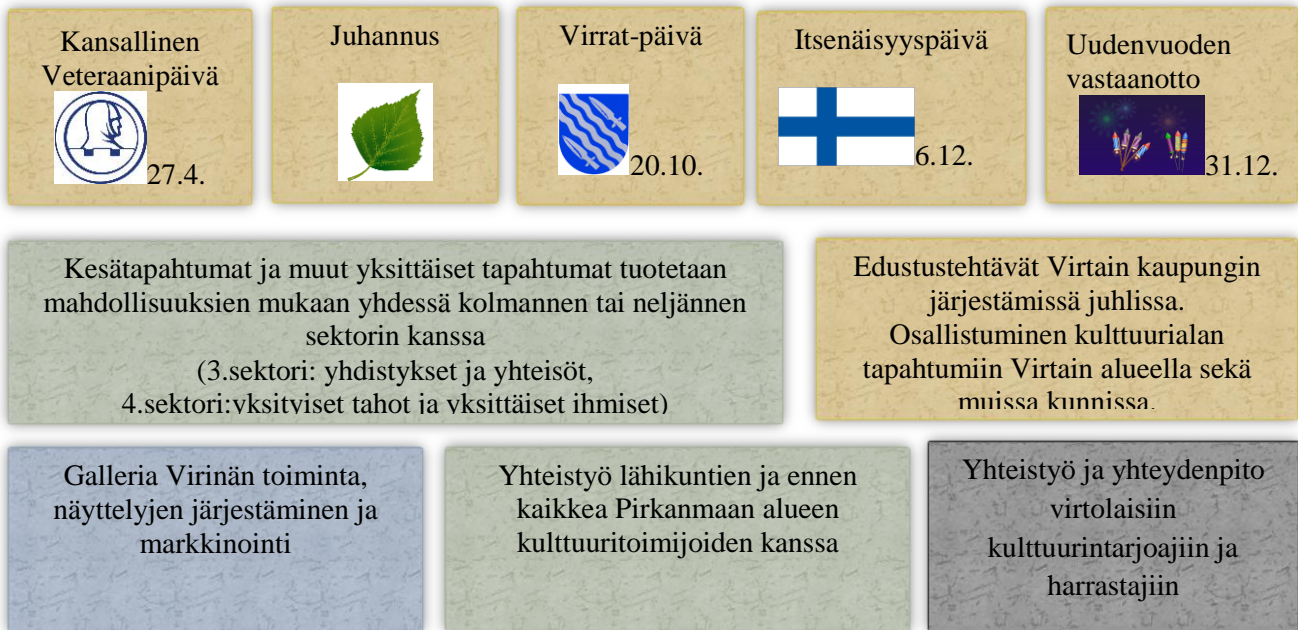 Kansallinen
Veteraanipäivä
27.4.
Juhannus
Virrat-päivä
20.10.
Itsenäisyyspäivä
6.12.
Uudenvuoden
vastaanotto
31.12.
Kesätapahtumat ja muut yksittäiset tapahtumat tuotetaan
mahdollisuuksien mukaan yhdessä kolmannen tai neljännen
sektorin kanssa
(3.sektori: yhdistykset ja yhteisöt,
4.sektori:yksityiset tahot ja yksittäiset ihmiset)
Edustustehtävät Virtain kaupungin
järjestämissä juhlissa.
Osallistuminen kulttuurialan
tapahtumiin Virtain alueella sekä
muissa kunnissa.
Galleria Virinän toiminta,
näyttelyjen järjestäminen ja
markkinointi
Yhteistyö lähikuntien ja ennen
kaikkea Pirkanmaan alueen
kulttuuritoimijoiden kanssa
Yhteistyö ja yhteydenpito
virtolaisiin
kulttuurintarjoajiin ja
harrastajiin